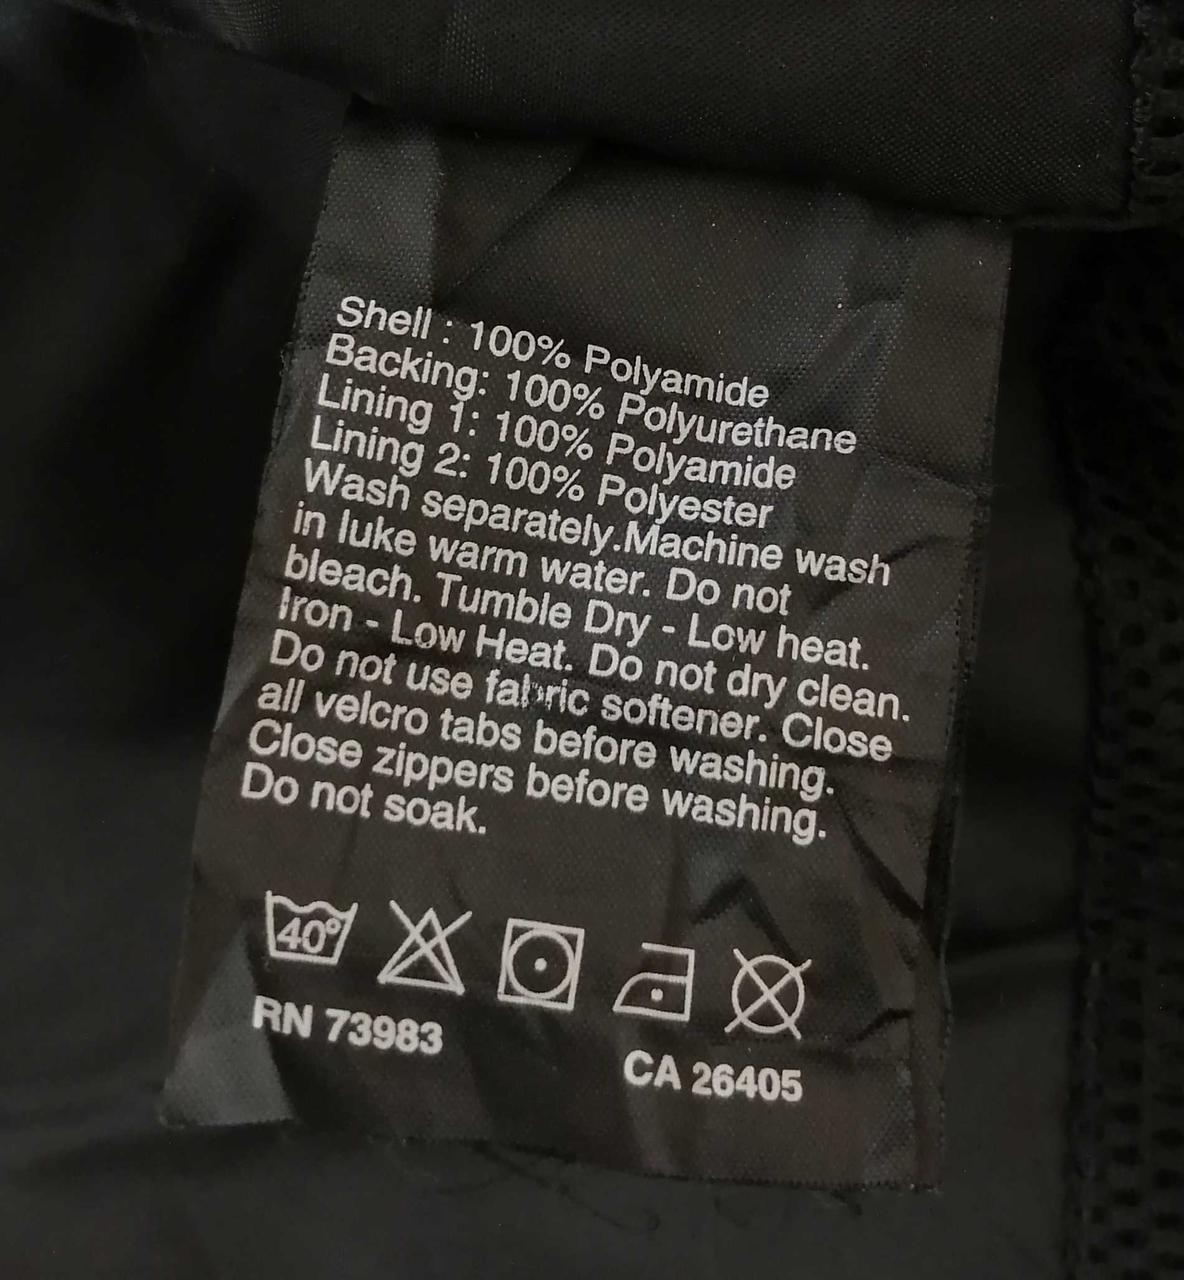 Shell : 100% Polyamide
Backing: 100% Polyurethane
Lining 1: 100% Polyamide
Lining 2: 100% Polyester
Wash separately.Machine wash
in luke warm water. Do not
bleach. Tumble Dry - Low heat.
Iron - Low Heat. Do not dry clean.
Do not use fabric softener. Close
all velcro tabs before washing.
Close zippers before washing.
Do not soak.
40°
RN 73983
CA 26405